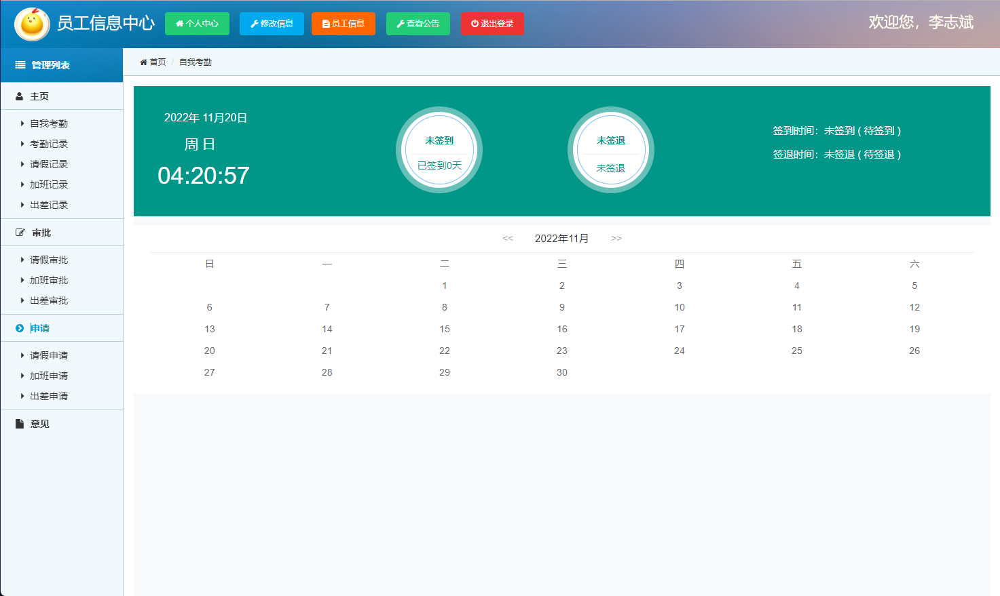 员工信息中心 个人中心 修改信息 员工信息 查看公告 退出登录 欢迎您，李志斌
管理列表
首页 / 自我考勤
主页
自我考勤
考勤记录
请假记录
加班记录
出差记录
审批
请假审批
加班审批
出差审批
申请
请假申请
加班申请
出差申请
意见
2022年 11月20日
周 日
04:20:57
未签到
已签到0天
未签退
未签退
签到时间：未签到 ( 待签到 )
签退时间：未签退 ( 待签退 )
<< 2022年11月 >>
日 一 二 三 四 五 六
1 2 3 4 5
6 7 8 9 10 11 12
13 14 15 16 17 18 19
20 21 22 23 24 25 26
27 28 29 30